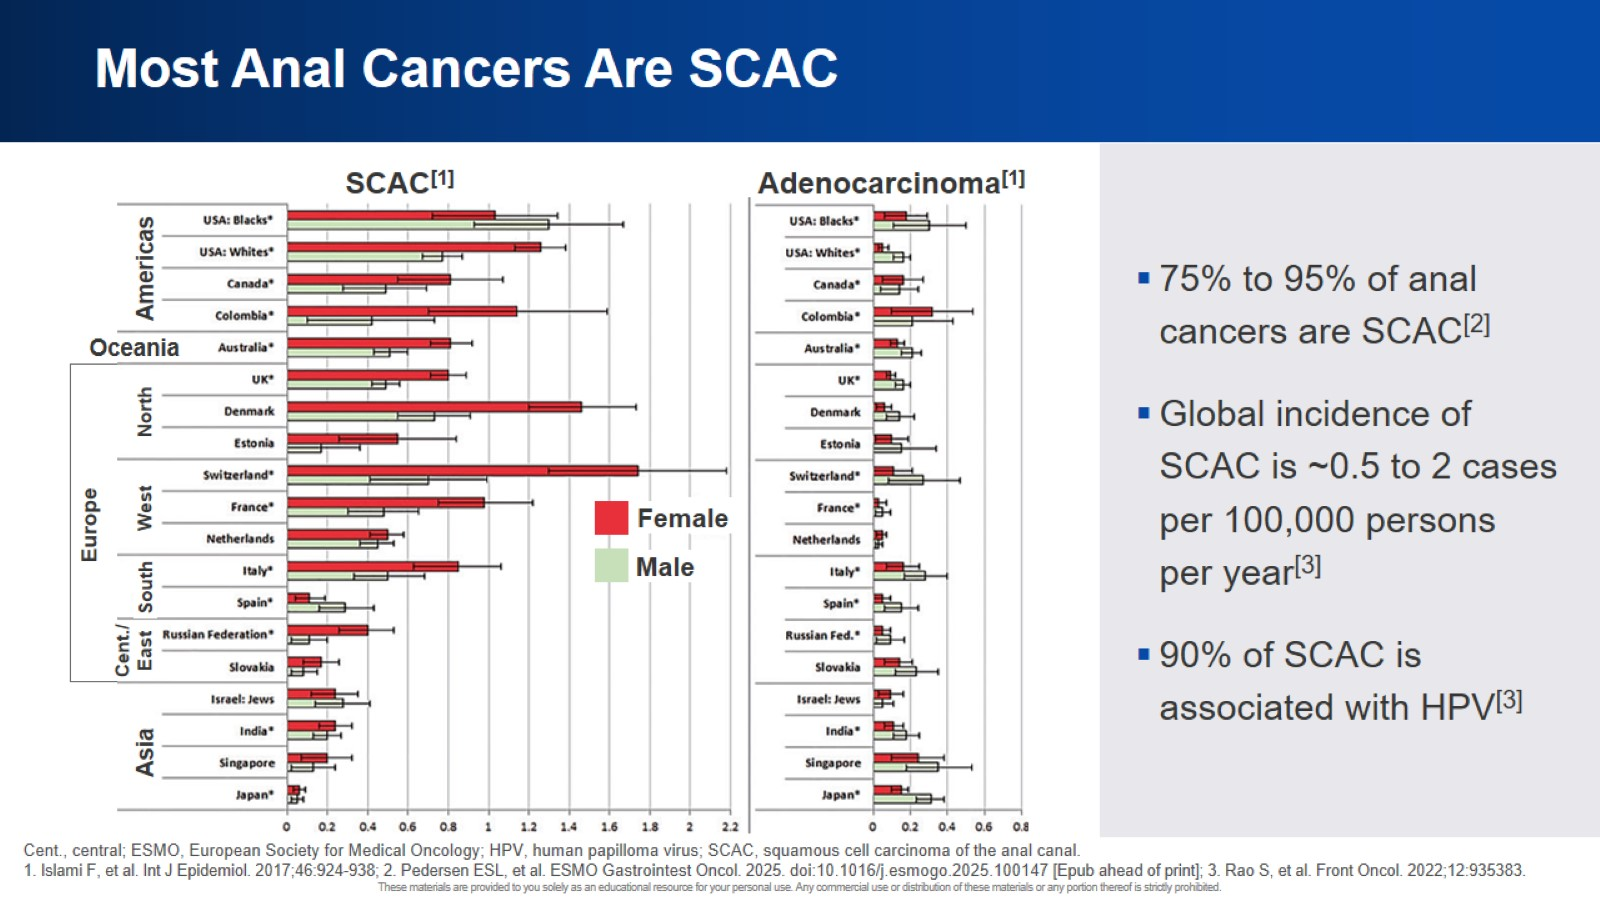 Most Anal Cancers Are SCAC
SCAC[1]
Americas
Oceania
Europe
North
West
South
Cent./
East
Asia
USA: Blacks*
USA: Whites*
Canada*
Colombia*
Australia*
UK*
Denmark
Estonia
Switzerland*
France*
Netherlands
Italy*
Spain*
Russian Federation*
Slovakia
Israel: Jews
India*
Singapore
Japan*
0 0.2 0.4 0.6 0.8 1 1.2 1.4 1.6 1.8 2 2.2
Female
Male
Adenocarcinoma[1]
USA: Blacks*
USA: Whites*
Canada*
Colombia*
Australia*
UK*
Denmark
Estonia
Switzerland*
France*
Netherlands
Italy*
Spain*
Russian Fed.*
Slovakia
Israel: Jews
India*
Singapore
Japan*
0 0.2 0.4 0.6 0.8
▪ 75% to 95% of anal
cancers are SCAC[2]
▪ Global incidence of
SCAC is ~0.5 to 2 cases
per 100,000 persons
per year[3]
▪ 90% of SCAC is
associated with HPV[3]
Cent., central; ESMO, European Society for Medical Oncology; HPV, human papilloma virus; SCAC, squamous cell carcinoma of the anal canal.
1. Islami F, et al. Int J Epidemiol. 2017;46:924-938; 2. Pedersen ESL, et al. ESMO Gastrointest Oncol. 2025. doi:10.1016/j.esmogo.2025.100147 [Epub ahead of print]; 3. Rao S, et al. Front Oncol. 2022;12:935383.
These materials are provided to you solely as an educational resource for your personal use. Any commercial use or distribution of these materials or any portion thereof is strictly prohibited.